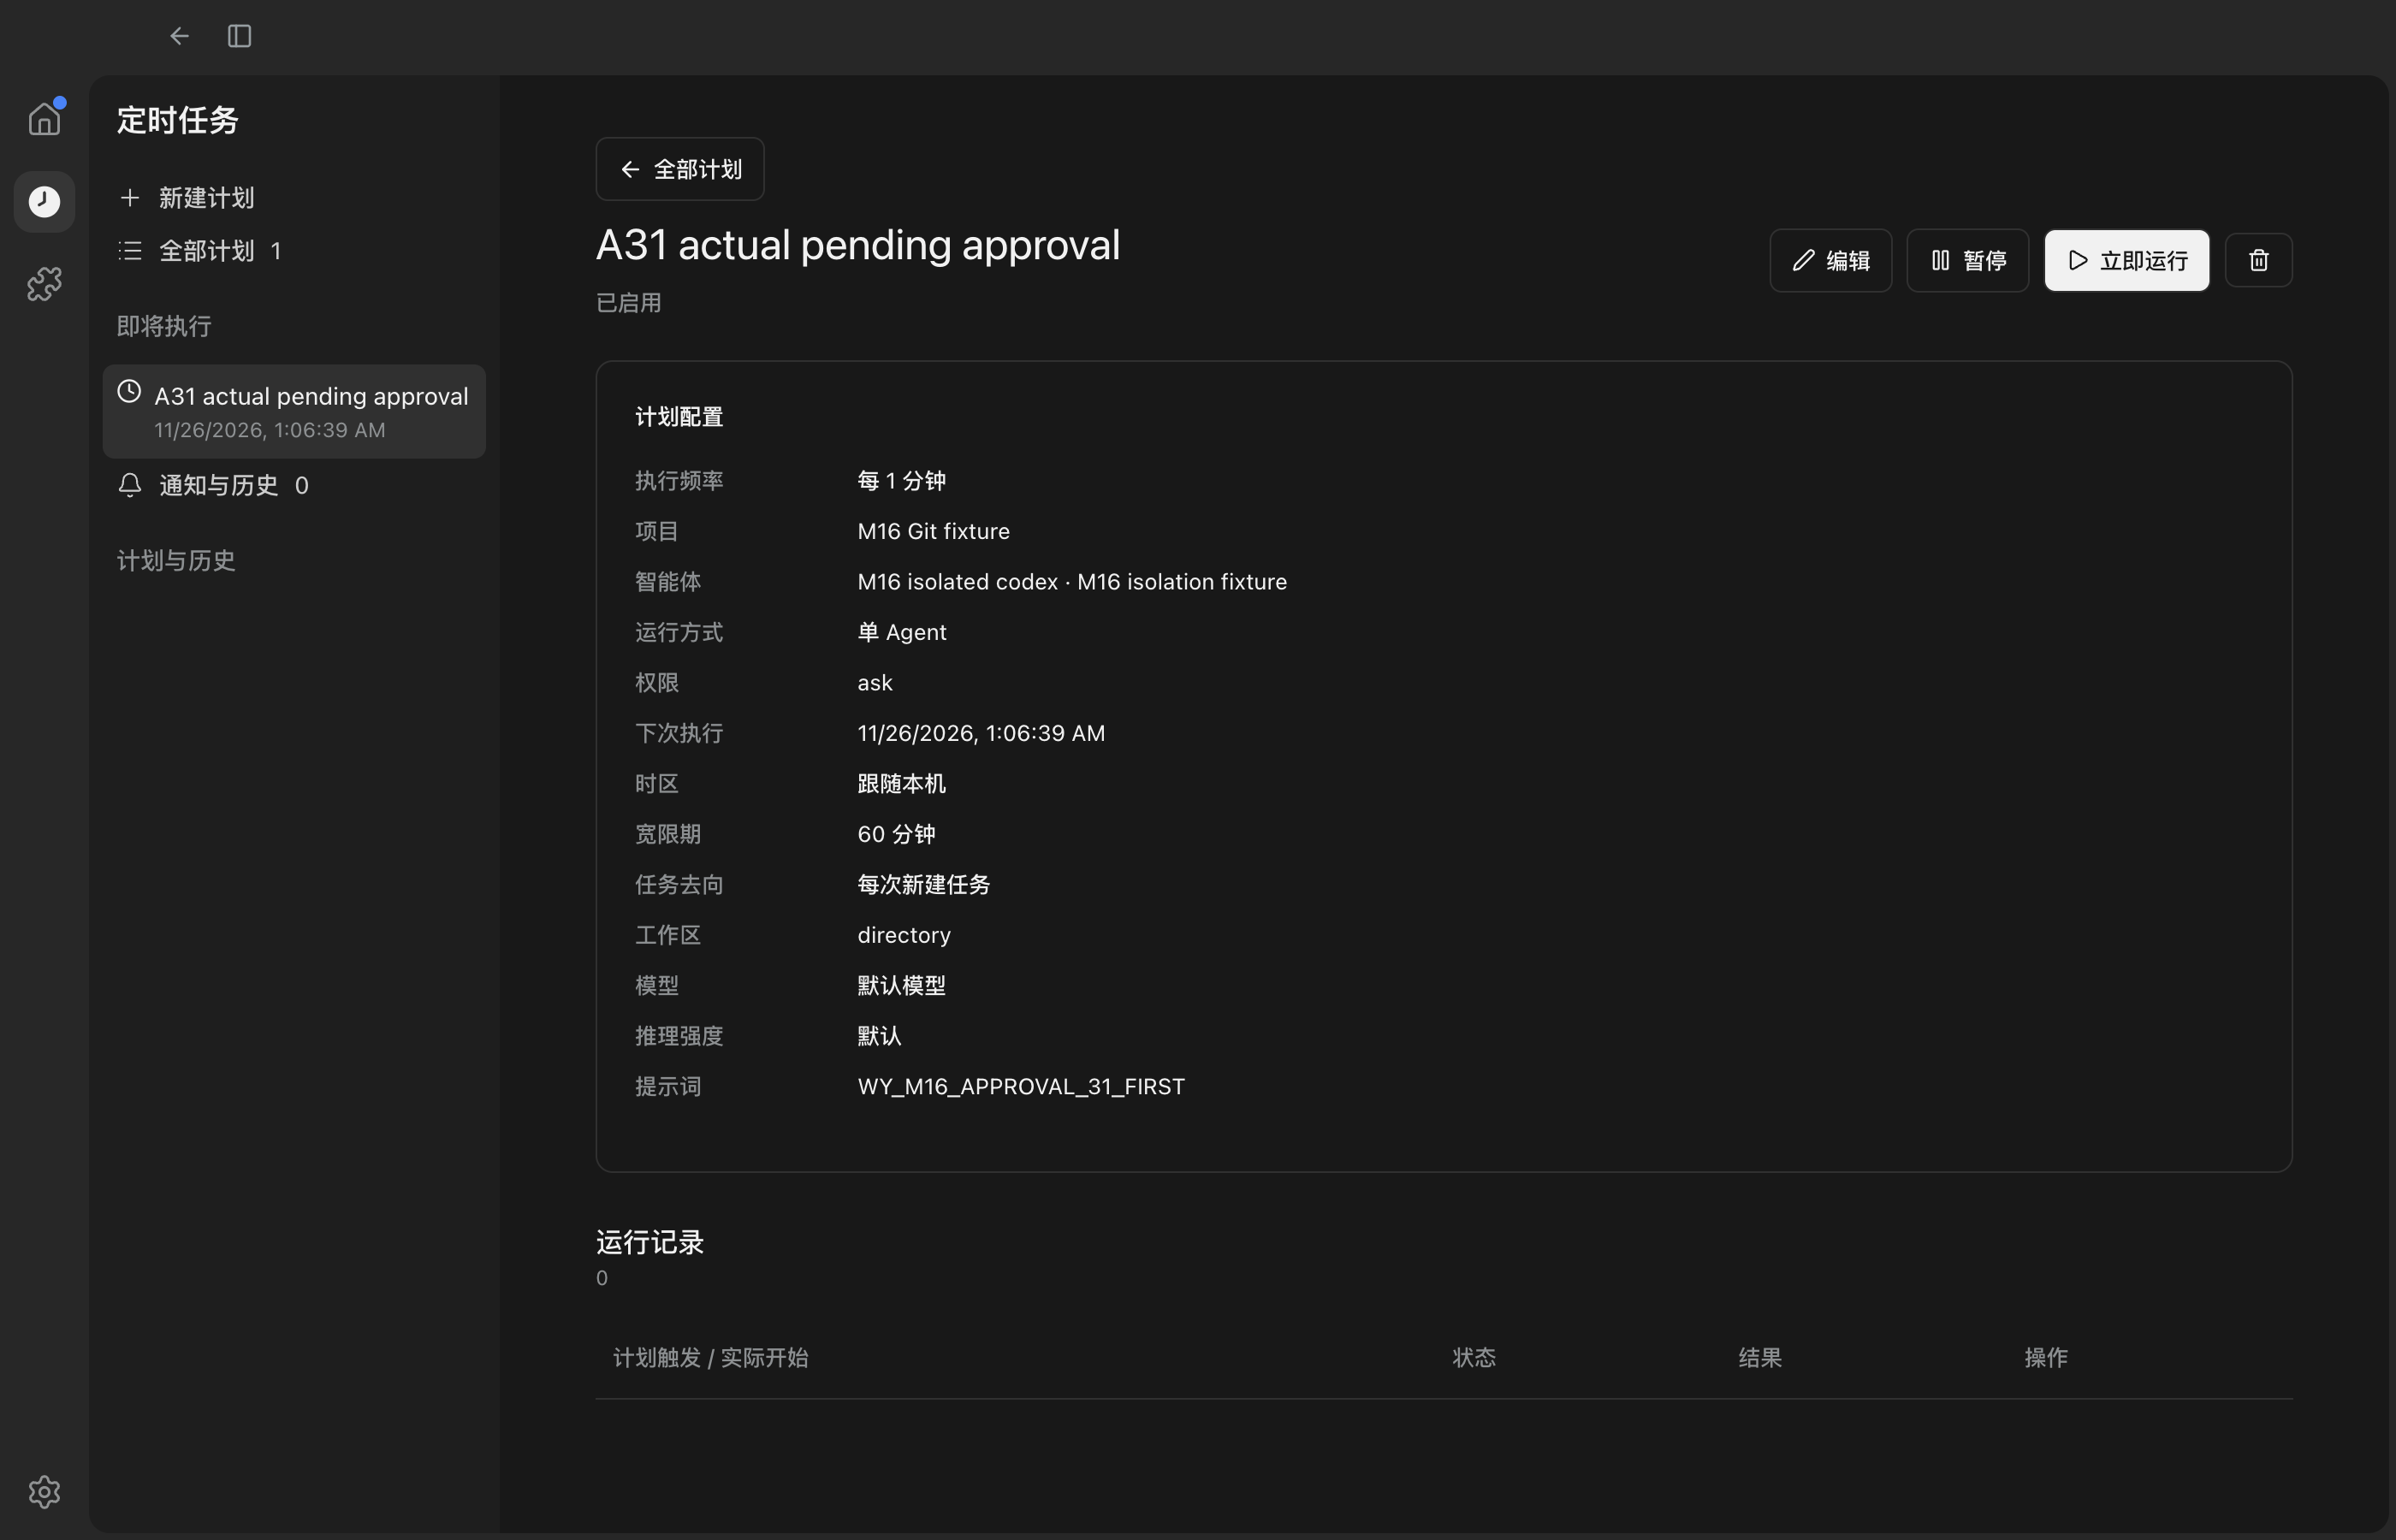 定时任务
新建计划
全部计划 1
即将执行
A31 actual pending approval
11/26/2026, 1:06:39 AM
通知与历史 0
计划与历史
全部计划
A31 actual pending approval
已启用
编辑
暂停
立即运行
计划配置
执行频率 每 1 分钟
项目 M16 Git fixture
智能体 M16 isolated codex · M16 isolation fixture
运行方式 单 Agent
权限 ask
下次执行 11/26/2026, 1:06:39 AM
时区 跟随本机
宽限期 60 分钟
任务去向 每次新建任务
工作区 directory
模型 默认模型
推理强度 默认
提示词 WY_M16_APPROVAL_31_FIRST
运行记录
0
计划触发 / 实际开始 状态 结果 操作